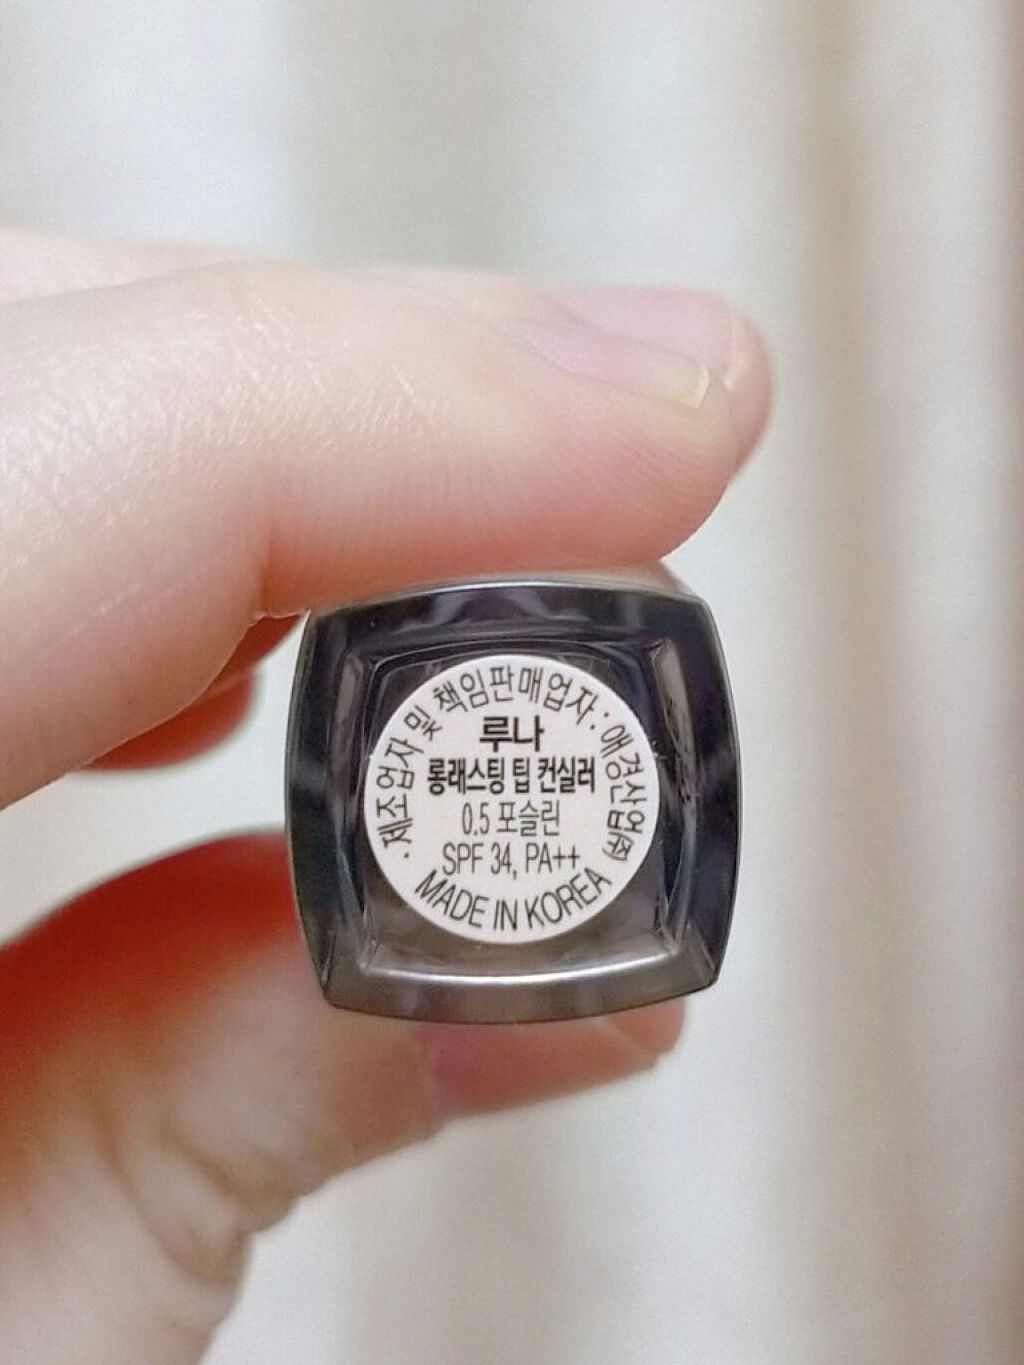 ·제조업자 및 책임판매업자 : 애경산업(주)
루나
롱래스팅 팁 컨실러
0.5 포슬린
SPF 34, PA++
MADE IN KOREA